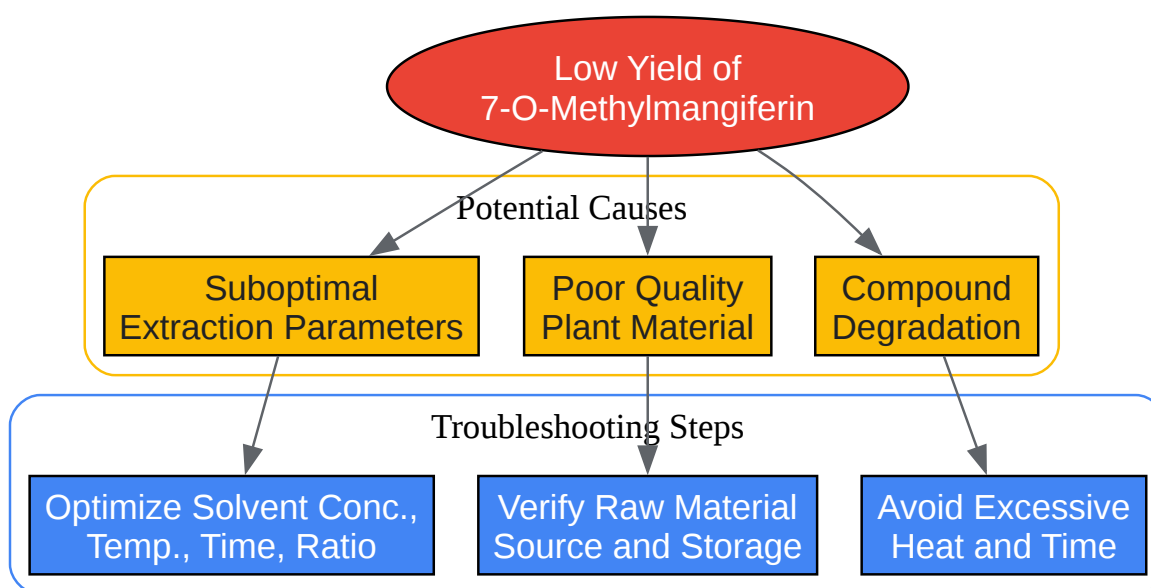 Low Yield of
7-O-Methylmangiferin
Potential Causes
Suboptimal
Extraction Parameters
Poor Quality
Plant Material
Compound
Degradation
Troubleshooting Steps
Optimize Solvent Conc.,
Temp., Time, Ratio
Verify Raw Material
Source and Storage
Avoid Excessive
Heat and Time